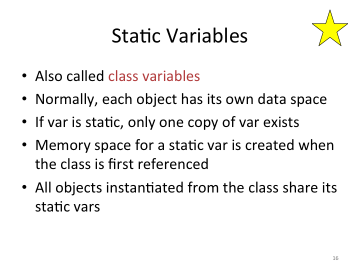 Static Variables
• Also called class variables
• Normally, each object has its own data space
• If var is static, only one copy of var exists
• Memory space for a static var is created when
the class is first referenced
• All objects instantiated from the class share its
static vars
36